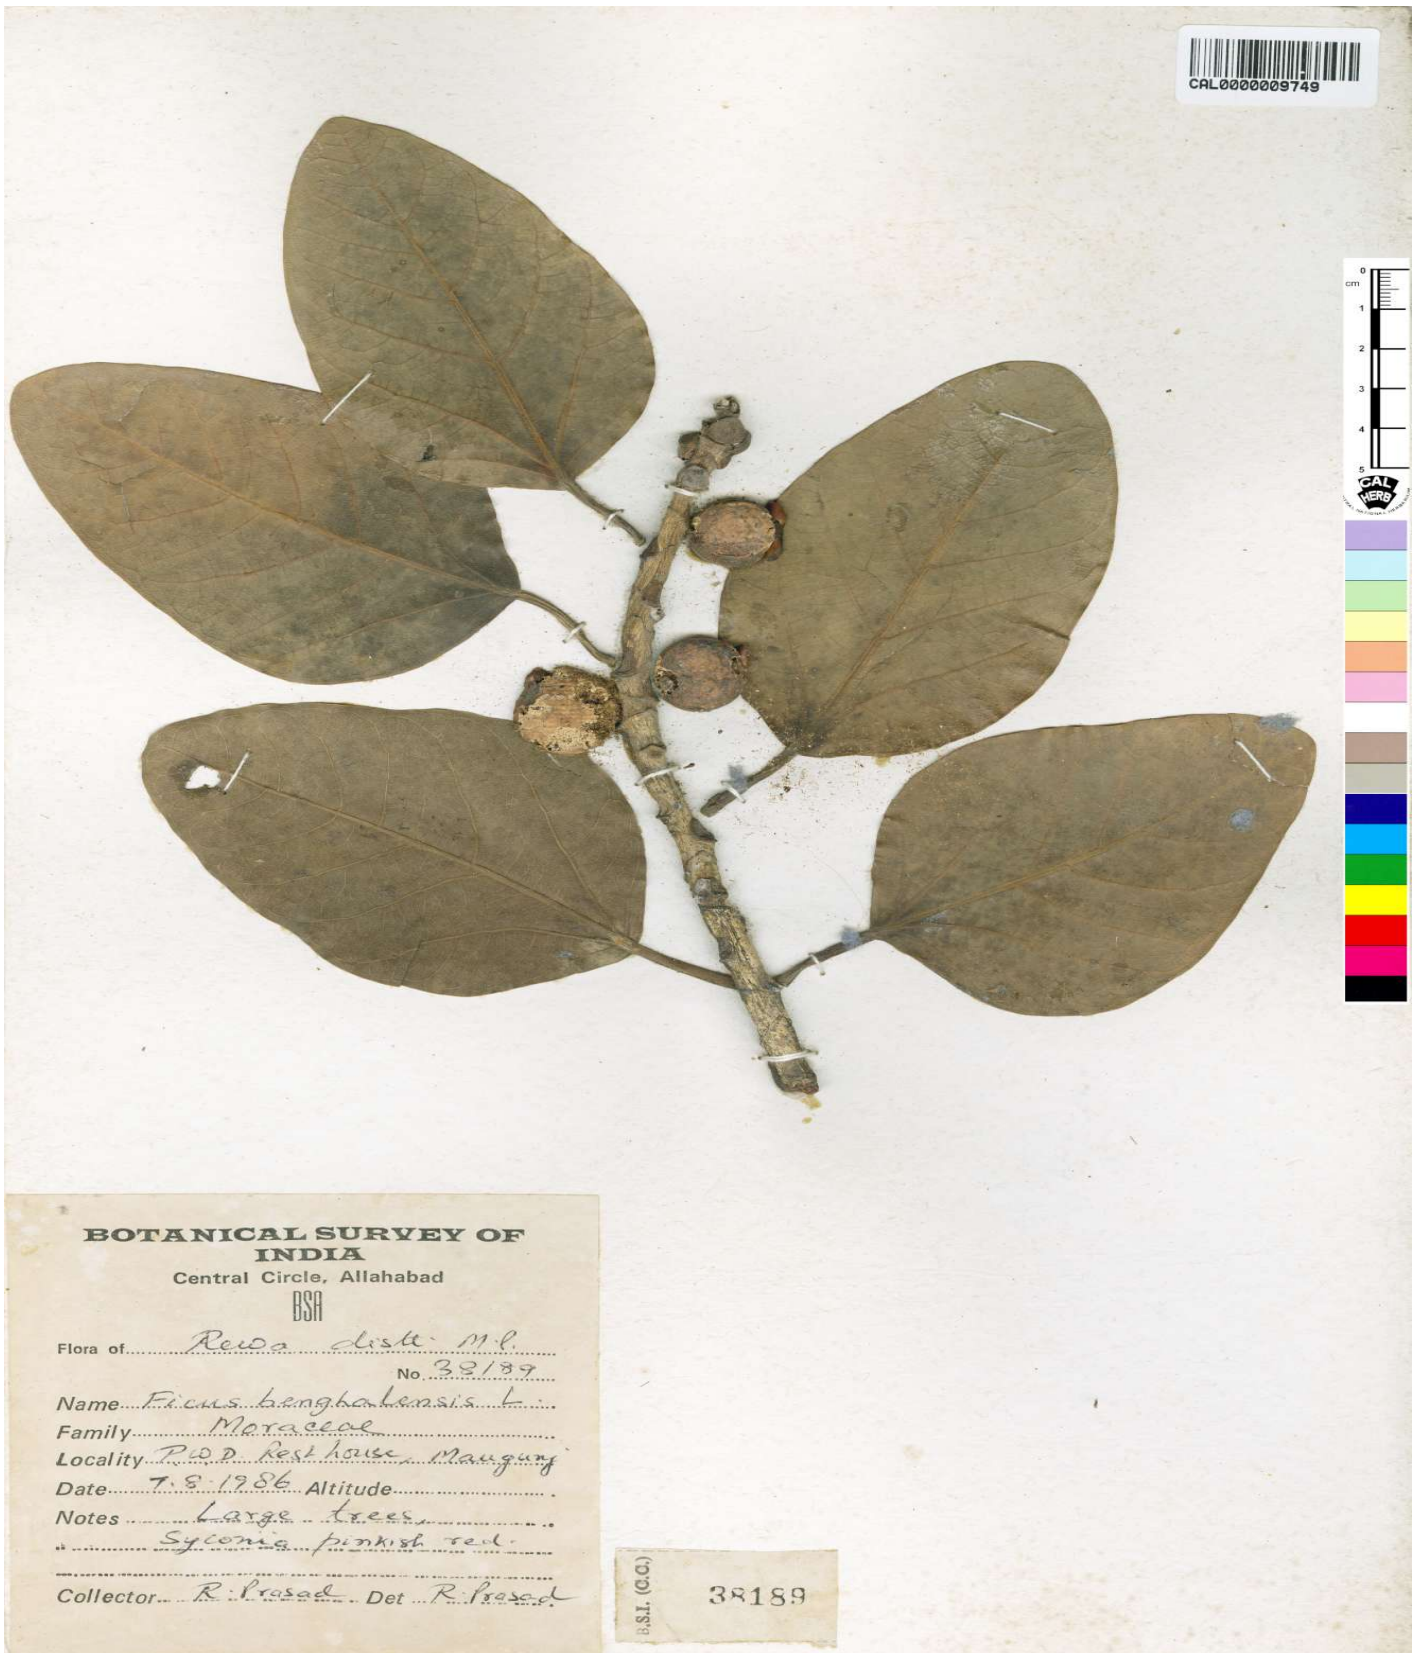 CAL0000009749
0
cm
1
2
3
4
5
CAL
HERB
BOTANICAL SURVEY OF
INDIA
Central Circle, Allahabad
BSA
Flora of Rewa distt. M.P.
No 38189
Name Ficus benghalensis L.
Family Moraceae
Locality P.W.D. Rest house, Maugunj
Date 7.8.1986 Altitude
Notes Large trees,
Syconia pinkish red.
Collector R. Prasad Det R. Prasad
B.S.I. (C.C.)
38189